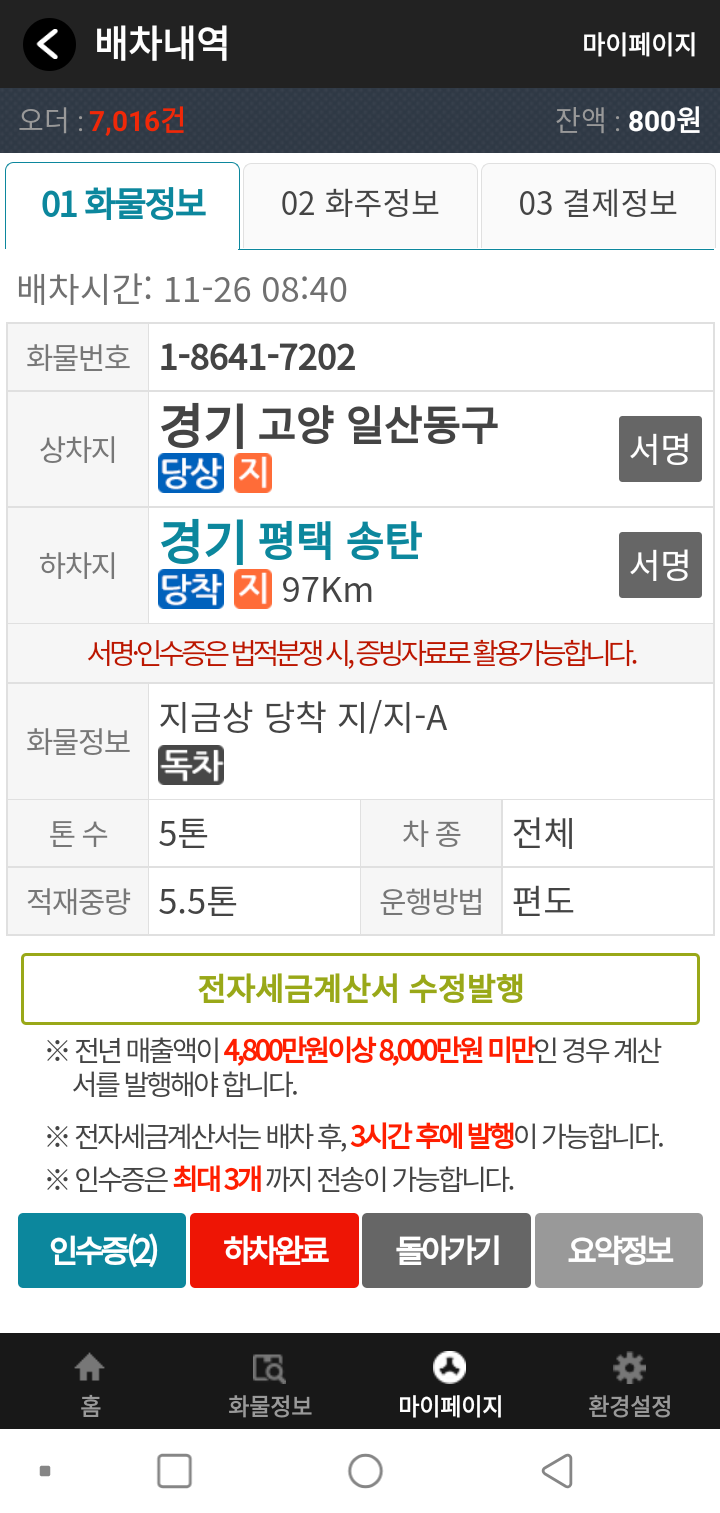 배차내역 마이페이지
오더 : 7,016건 잔액 : 800원
01 화물정보 02 화주정보 03 결제정보
배차시간: 11-26 08:40
화물번호 1-8641-7202
상차지 경기 고양 일산동구 서명
당상 지
하차지 경기 평택 송탄 서명
당착 지 97Km
서명·인수증은 법적분쟁 시, 증빙자료로 활용가능합니다.
화물정보 지금상 당착 지/지-A
독차
톤 수 5톤 차 종 전체
적재중량 5.5톤 운행방법 편도
전자세금계산서 수정발행
※ 전년 매출액이 4,800만원이상 8,000만원 미만인 경우 계산
서를 발행해야 합니다.
※ 전자세금계산서는 배차 후, 3시간 후에 발행이 가능합니다.
※ 인수증은 최대 3개 까지 전송이 가능합니다.
인수증(2) 하차완료 돌아가기 요약정보
홈 화물정보 마이페이지 환경설정